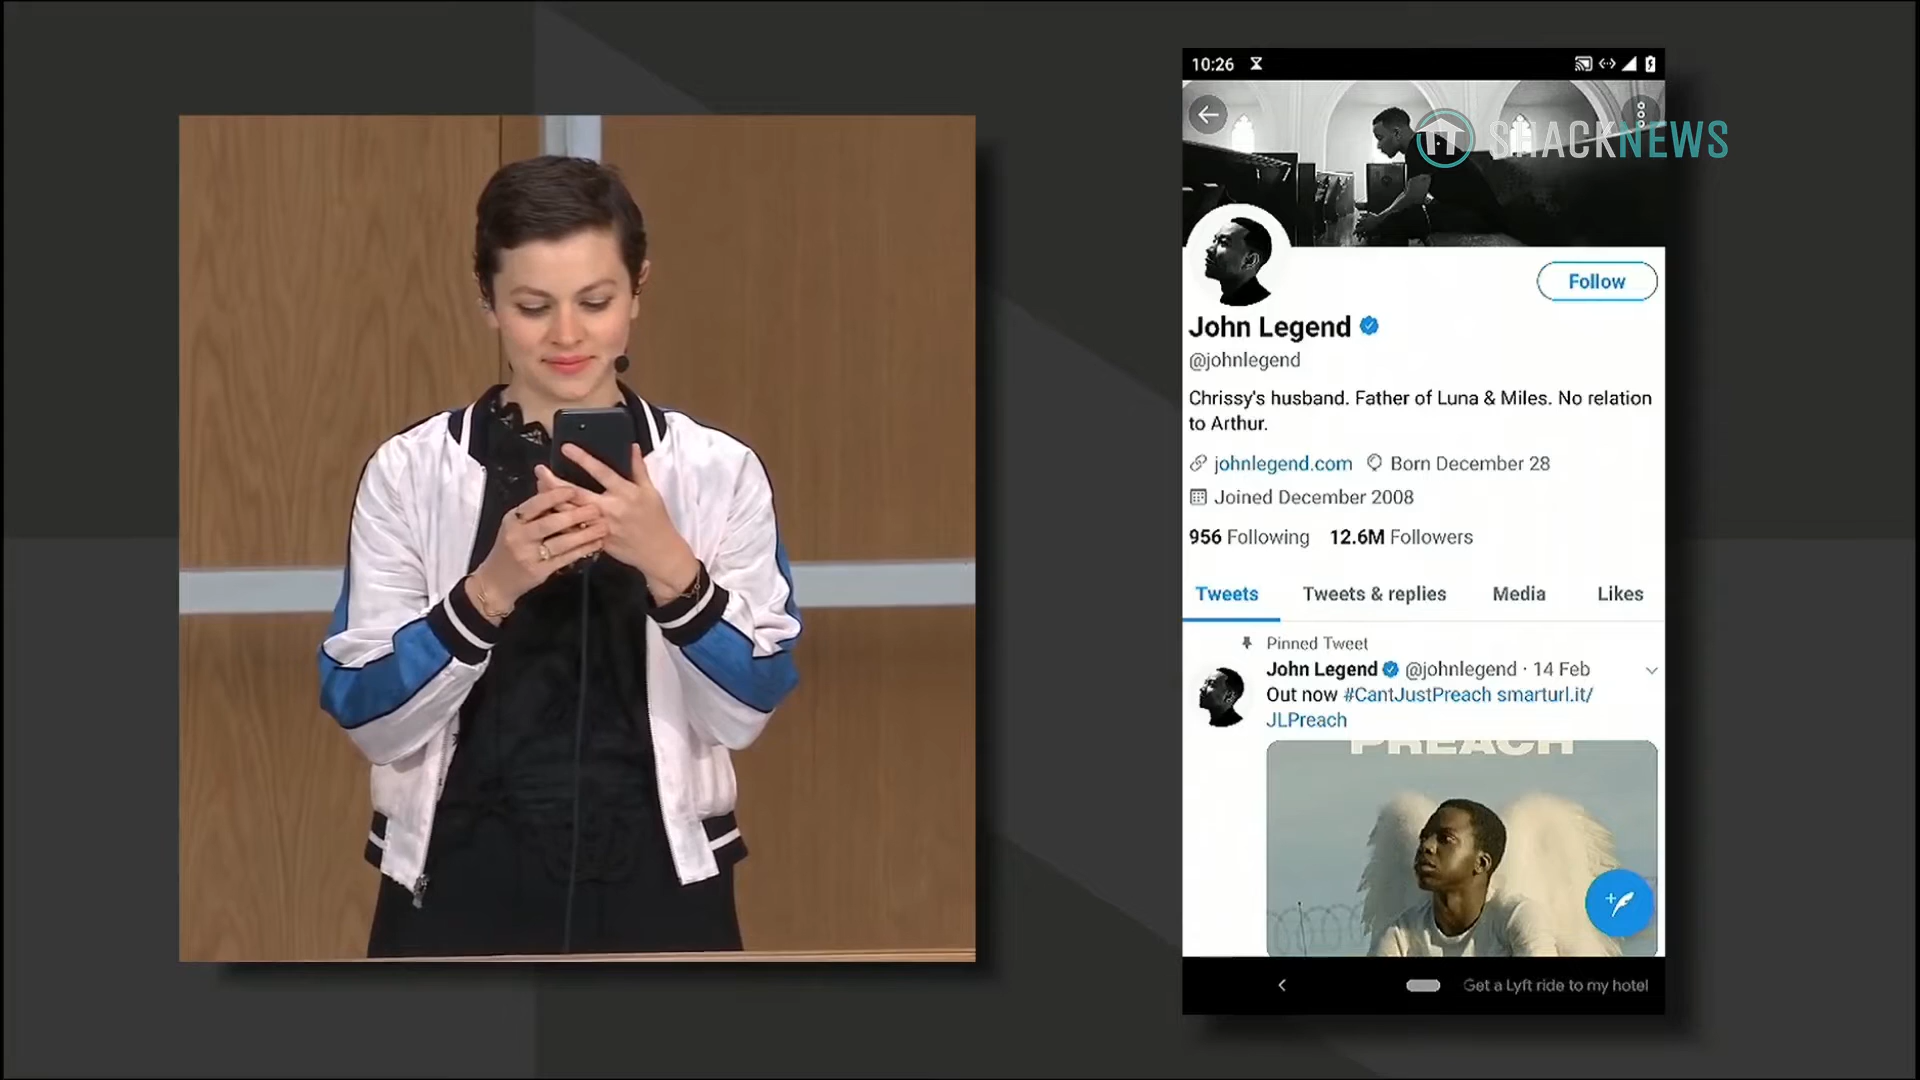 10:26
SHACKNEWS
Follow
John Legend
@johnlegend
Chrissy's husband. Father of Luna & Miles. No relation
to Arthur.
johnlegend.com Born December 28
Joined December 2008
956 Following 12.6M Followers
Tweets Tweets & replies Media Likes
Pinned Tweet
John Legend @johnlegend · 14 Feb
Out now #CantJustPreach smarturl.it/
JLPreach
PREACH
Get a Lyft ride to my hotel